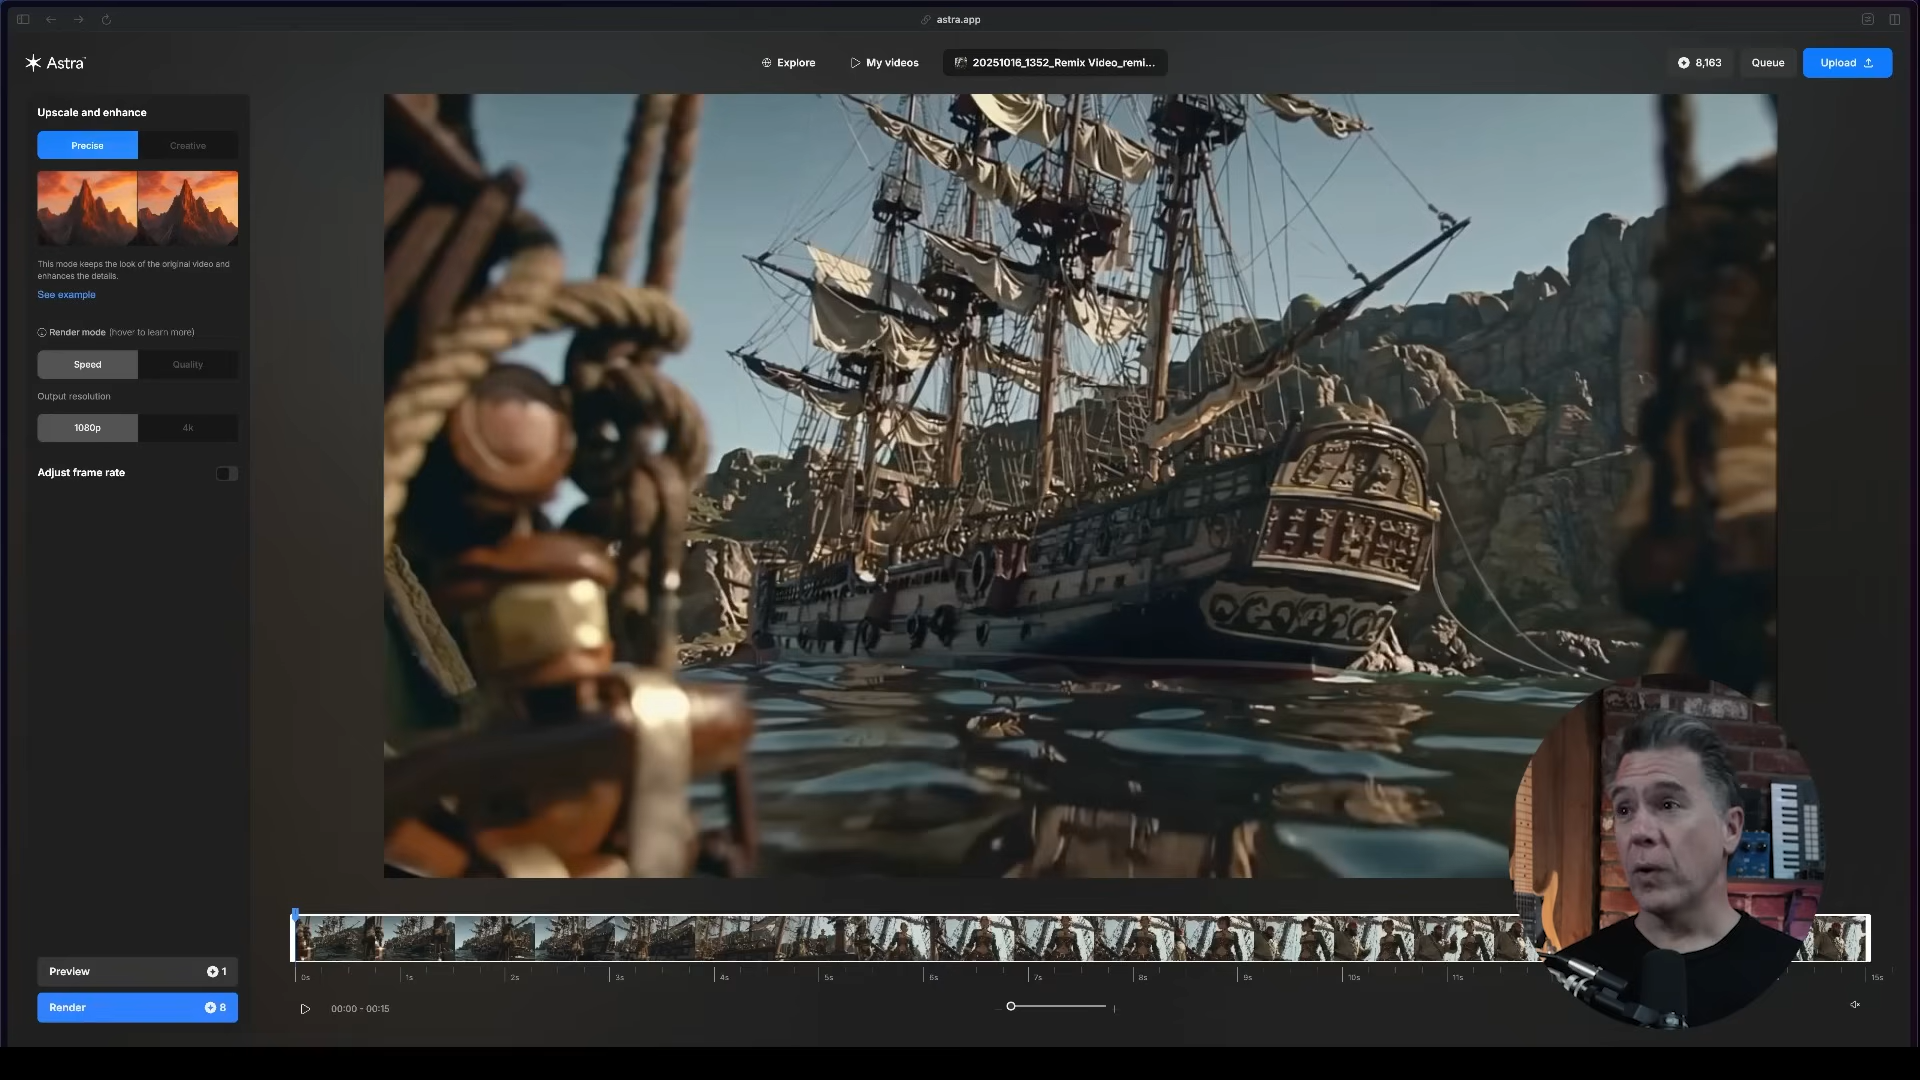 astra.app
Astra
Explore
My videos
20251016_1352_Remix Video_remi...
8,163
Queue
Upload
Upscale and enhance
Precise
Creative
This mode keeps the look of the original video and
enhances the details.
See example
Render mode (hover to learn more)
Speed
Quality
Output resolution
1080p
4k
Adjust frame rate
Preview
1
Render
8
0s
1s
2s
3s
4s
5s
6s
7s
8s
9s
10s
11s
15s
00:00 - 00:15